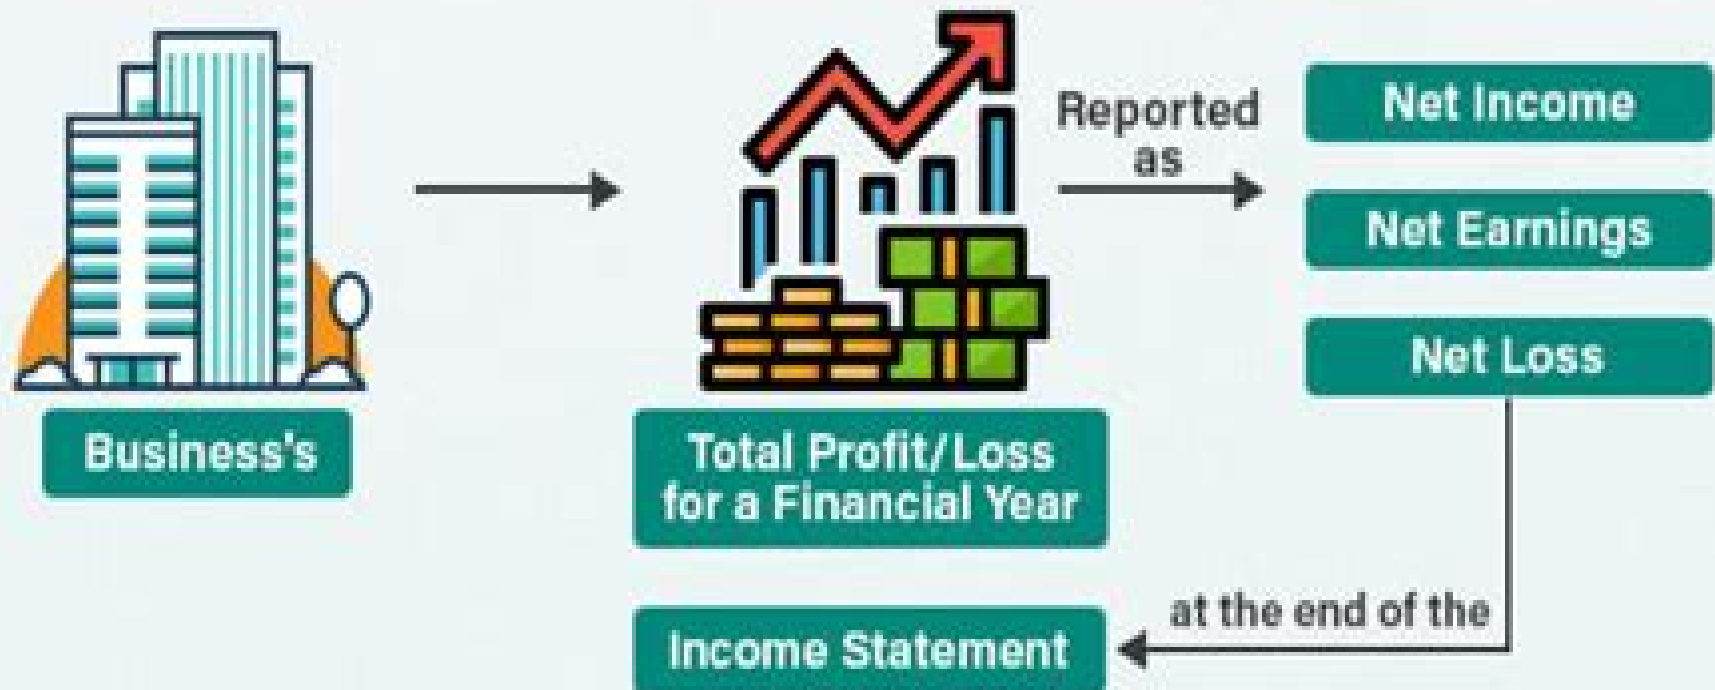 Business's
Total Profit/Loss
for a Financial Year
Reported
as
Net Income
Net Earnings
Net Loss
at the end of the
Income Statement